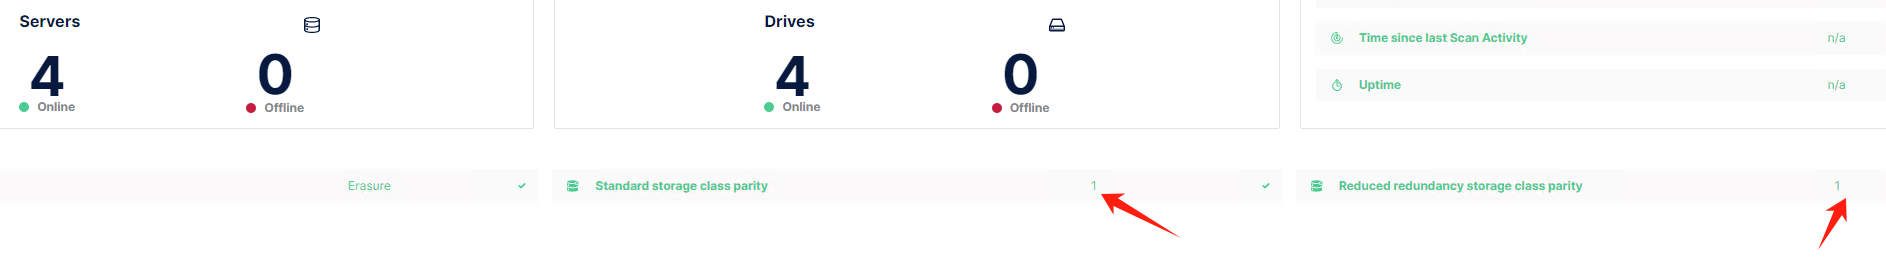 Servers
4
Online
0
Offline
Drives
4
Online
0
Offline
Time since last Scan Activity n/a
Uptime n/a
Erasure
Standard storage class parity 1
Reduced redundancy storage class parity 1